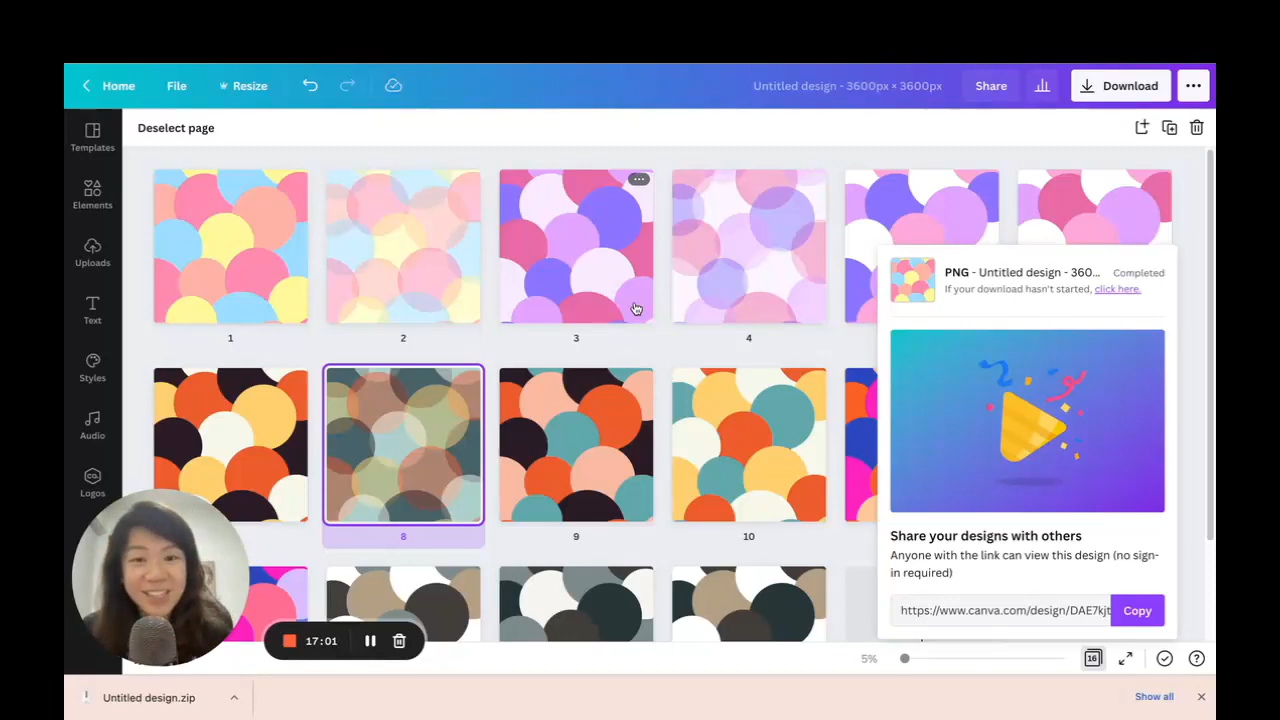 Home
File
Resize
Untitled design - 3600px × 3600px
Share
Download
Templates
Elements
Uploads
Text
Styles
Audio
CO.
Logos
Deselect page
1
2
3
4
8
9
10
PNG - Untitled design - 360...
Completed
If your download hasn't started, click here.
Share your designs with others
Anyone with the link can view this design (no sign-
in required)
https://www.canva.com/design/DAE7kjt
Copy
17:01
5%
16
Untitled design.zip
Show all